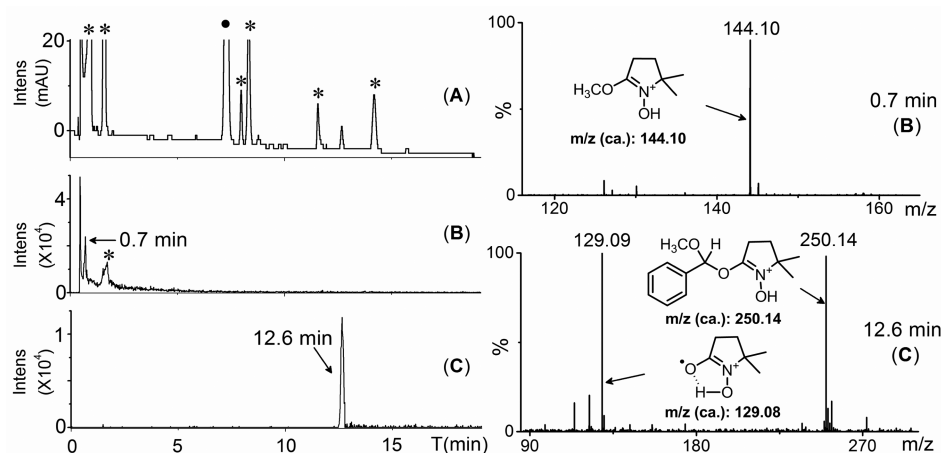 20
0
Intens
(mAU)
*
*
●
*
*
*
*
(A)
4
2
0
Intens
(X10⁴)
0.7 min
*
(B)
1
0
Intens
(X10⁴)
12.6 min
(C)
0
5
10
15
T(min)
100
%
0
144.10
H₃CO
N⁺
OH
m/z (ca.): 144.10
0.7 min
(B)
120
140
160
m/z
100
%
0
129.09
250.14
H₃CO
H
O
N⁺
OH
m/z (ca.): 250.14
•O
N⁺
H
O
m/z (ca.): 129.08
12.6 min
(C)
90
180
270
m/z